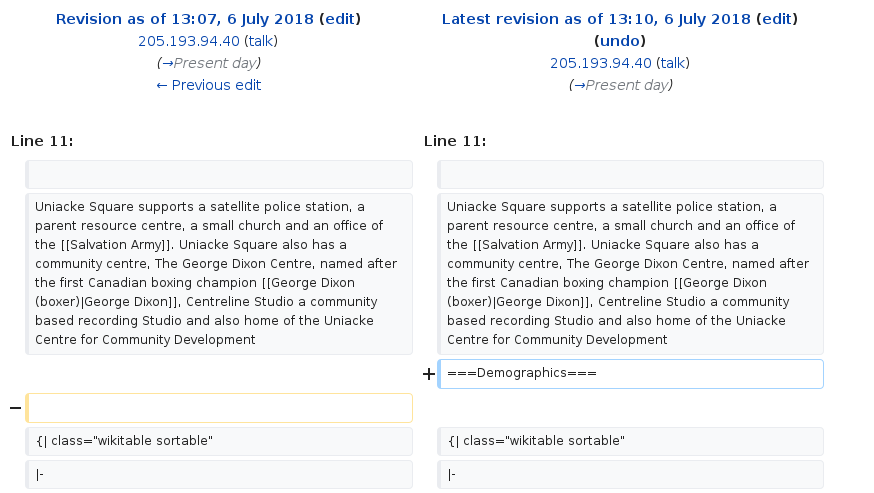 Revision as of 13:07, 6 July 2018 (edit)
205.193.94.40 (talk)
(→Present day)
← Previous edit
Latest revision as of 13:10, 6 July 2018 (edit)
(undo)
205.193.94.40 (talk)
(→Present day)
Line 11:
Line 11:
Uniacke Square supports a satellite police station, a
parent resource centre, a small church and an office of
the [[Salvation Army]]. Uniacke Square also has a
community centre, The George Dixon Centre, named after
the first Canadian boxing champion [[George Dixon
(boxer)|George Dixon]], Centreline Studio a community
based recording Studio and also home of the Uniacke
Centre for Community Development
Uniacke Square supports a satellite police station, a
parent resource centre, a small church and an office of
the [[Salvation Army]]. Uniacke Square also has a
community centre, The George Dixon Centre, named after
the first Canadian boxing champion [[George Dixon
(boxer)|George Dixon]], Centreline Studio a community
based recording Studio and also home of the Uniacke
Centre for Community Development
+ ===Demographics===
−
{| class="wikitable sortable"
{| class="wikitable sortable"
|-
|-